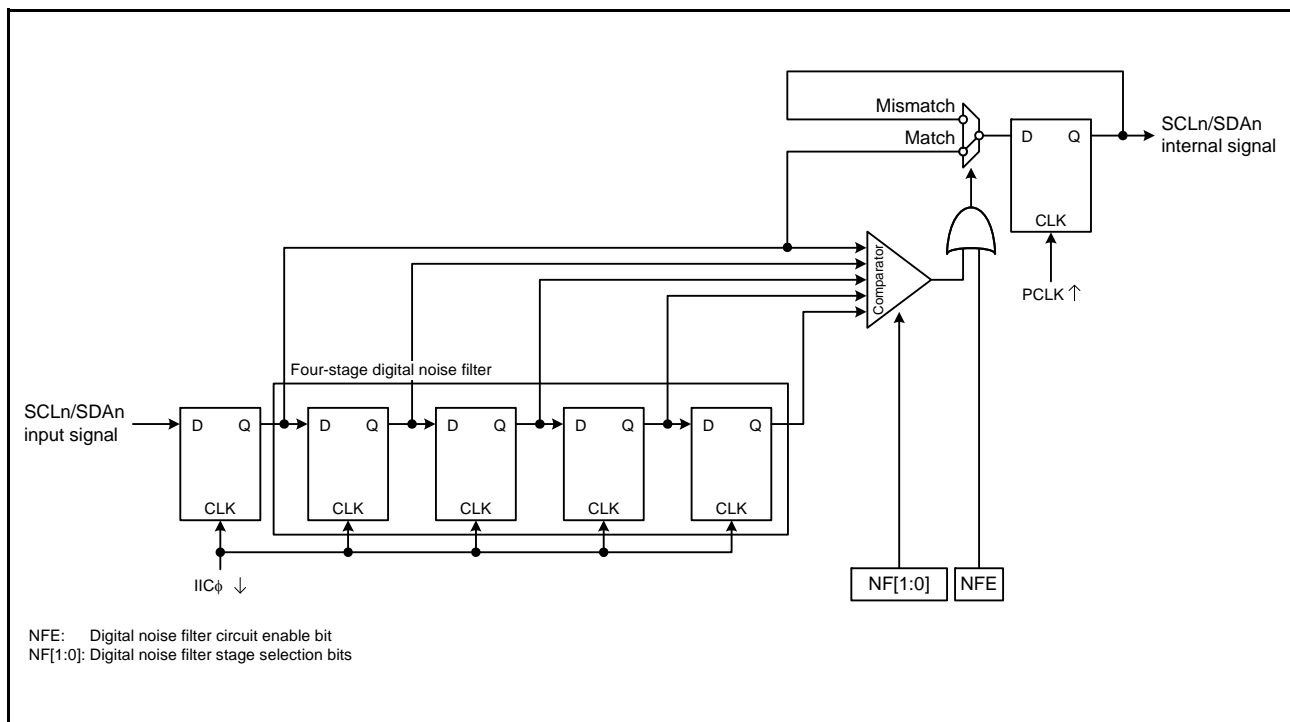 Mismatch
Match
D Q
CLK
SCLn/SDAn
internal signal
PCLK ↑
Comparator
Four-stage digital noise filter
SCLn/SDAn
input signal
D Q
CLK
D Q
CLK
D Q
CLK
D Q
CLK
D Q
CLK
IICϕ ↓
NF[1:0]
NFE
NFE: Digital noise filter circuit enable bit
NF[1:0]: Digital noise filter stage selection bits